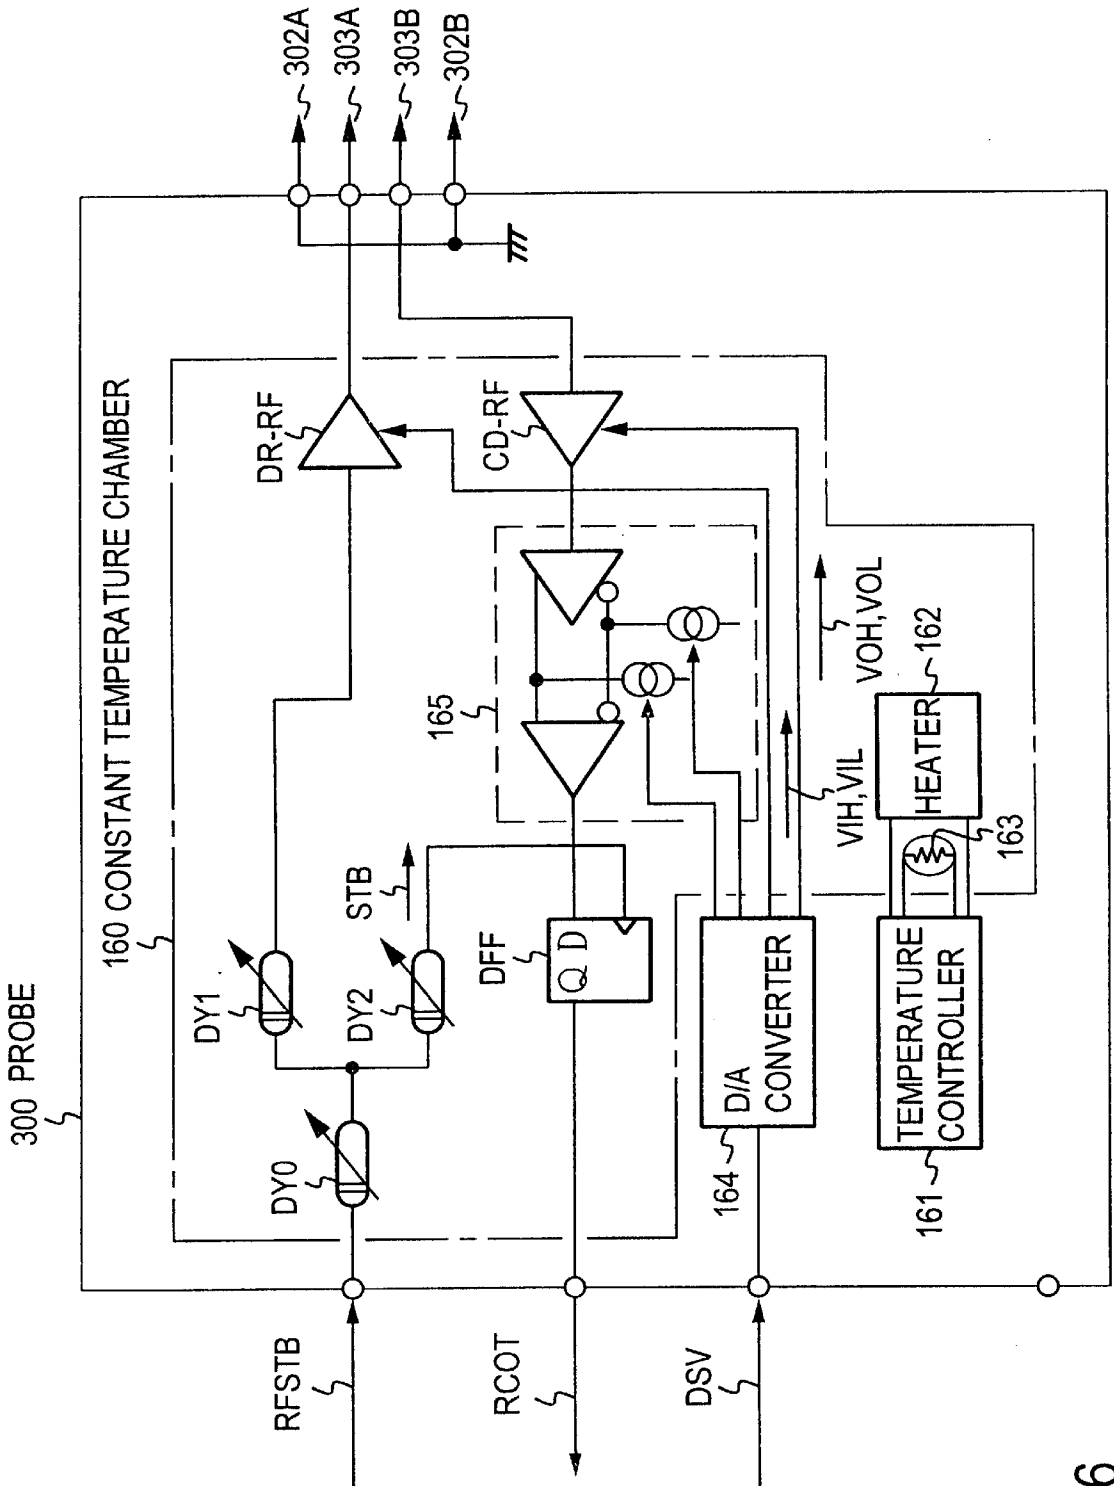 300 PROBE
160 CONSTANT TEMPERATURE CHAMBER
302A
303A
303B
302B
DR-RF
CD-RF
DY1
DY0
DY2
STB
165
DFF
Q D
RFSTB
RCOT
DSV
D/A
CONVERTER
164
VIH,VIL
VOH,VOL
TEMPERATURE
CONTROLLER
161
HEATER
162
163
6